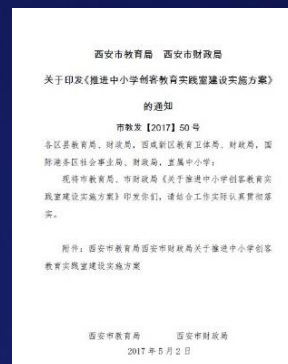 西安市教育局 西安市财政局
关于印发《推进中小学创客教育实践室建设实施方案》
的通知
市教发【2017】50号
各区县教育局、财政局，西咸新区教育卫体局、财政局，国
际港务区社会事业局、财政局，直属中小学：
现将市教育局、市财政局《关于推进中小学创客教育实
践室建设实施方案》印发你们，请结合工作实际认真贯彻落
实。
附件：西安市教育局西安市财政局关于推进中小学创客
教育实践室建设实施方案
西安市教育局 西安市财政局
2017年5月2日